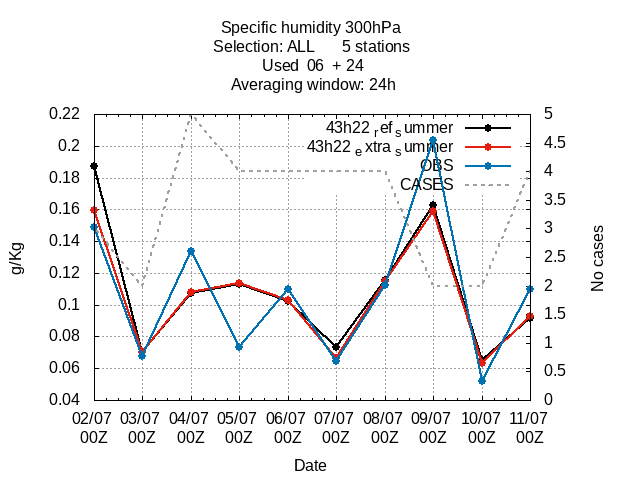 Specific humidity 300hPa
Selection: ALL 5 stations
Used 06 + 24
Averaging window: 24h
43h22 refsummer
43h22 extrasummer
OBS
CASES
g/Kg
0.22
0.2
0.18
0.16
0.14
0.12
0.1
0.08
0.06
0.04
5
4.5
4
3.5
3
2.5
2
1.5
1
0.5
0
No cases
02/07 03/07 04/07 05/07 06/07 07/07 08/07 09/07 10/07 11/07
00Z 00Z 00Z 00Z 00Z 00Z 00Z 00Z 00Z 00Z
Date